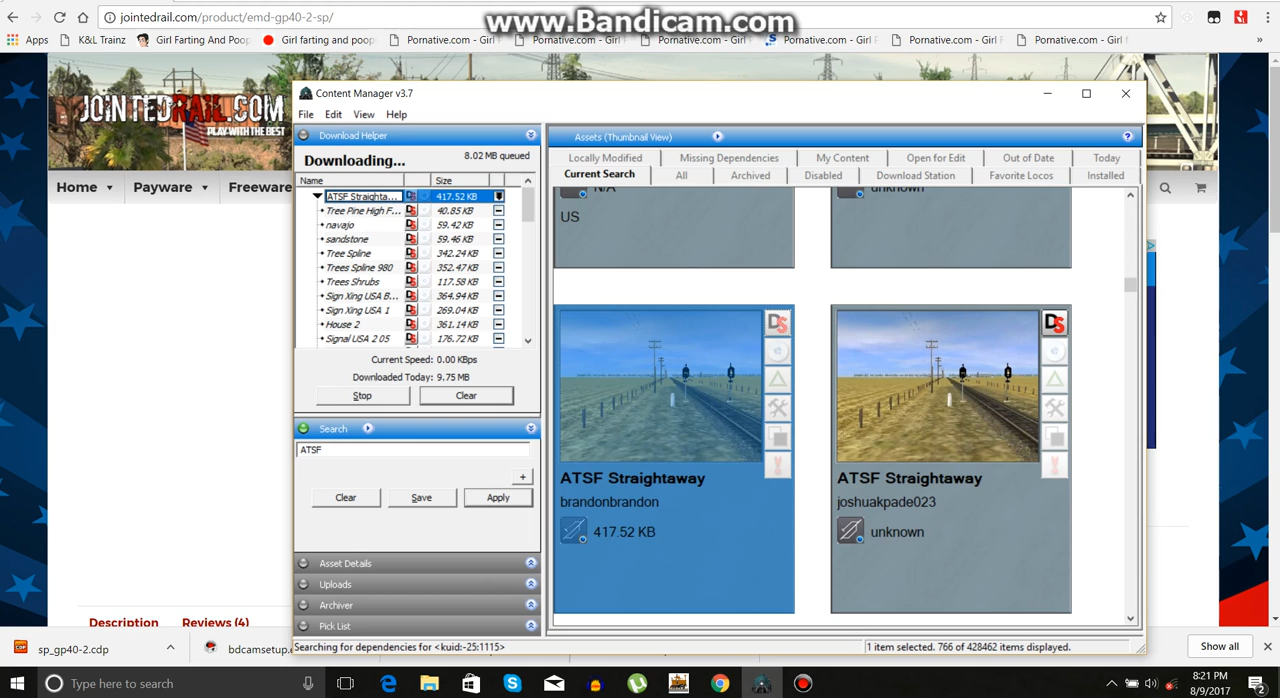 www.Bandicam.com
jointedrail.com/product/emd-gp40-2-sp/
Apps K&L Trainz Girl Farting And Poop Girl farting and poop Pornative.com - Girl Pornative.com - Girl Pornative.com - Girl Pornative.com - Girl Pornative.com - Girl F Pornative.com - Girl f »
JOINTEDRAIL.COM
PLAY WITH THE BEST
Home Payware Freeware
Content Manager v3.7
File Edit View Help
Download Helper
Downloading...
8.02 MB queued
Name Size
ATSF Straighta... 417.52 KB
Tree Pine High F... 40.85 KB
navajo 59.42 KB
sandstone 59.46 KB
Tree Spline 342.24 KB
Trees Spline 980 352.47 KB
Trees Shrubs 117.58 KB
Sign Xing USA B... 364.94 KB
Sign Xing USA 1 269.04 KB
House 2 361.14 KB
Signal USA 2 05 176.72 KB
Current Speed: 0.00 KBps
Downloaded Today: 9.75 MB
Stop Clear
Search
ATSF
+
Clear Save Apply
Asset Details
Uploads
Archiver
Pick List
Assets (Thumbnail View)
Locally Modified Missing Dependencies My Content Open for Edit Out of Date Today
Current Search All Archived Disabled Download Station Favorite Locos Installed
N/A
US
unknown
DS
ATSF Straightaway
brandonbrandon
417.52 KB
DS
ATSF Straightaway
joshuakpade023
unknown
Searching for dependencies for <kuid:-25:1115>
1 item selected. 766 of 428462 items displayed.
Description Reviews (4)
sp_gp40-2.cdp
bdcamsetup.e
Show all
Type here to search
8:21 PM
8/9/2017
2